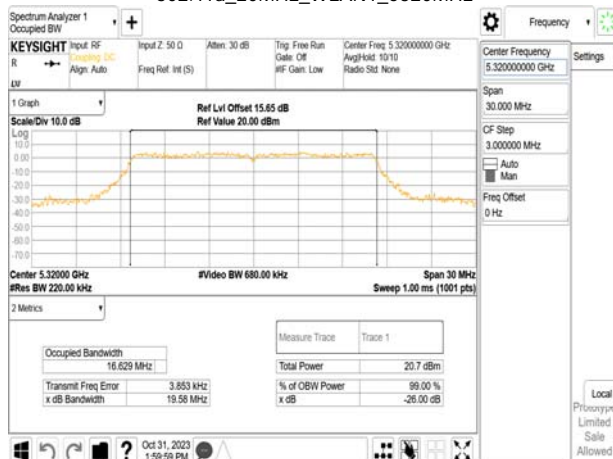 Spectrum Analyzer 1
Occupied BW
+
Frequency
KEYSIGHT
R
LVI
Input: RF
Coupling: DC
Align: Auto
Input Z: 50 Ω
Freq Ref: Int (S)
Atten: 30 dB
Trig: Free Run
Gate: Off
#IF Gain: Low
Center Freq: 5.320000000 GHz
Avg|Hold: 10/10
Radio Std: None
1 Graph
Scale/Div 10.0 dB
Ref Lvl Offset 15.65 dB
Ref Value 20.00 dBm
Log
10.0
0.00
-10.0
-20.0
-30.0
-40.0
-50.0
-60.0
-70.0
Center 5.32000 GHz
#Res BW 220.00 kHz
#Video BW 680.00 kHz
Span 30 MHz
Sweep 1.00 ms (1001 pts)
2 Metrics
Measure Trace Trace 1
Occupied Bandwidth
16.629 MHz
Total Power 20.7 dBm
Transmit Freq Error 3.853 kHz
% of OBW Power 99.00 %
x dB Bandwidth 19.58 MHz
x dB -26.00 dB
Center Frequency
5.320000000 GHz
Settings
Span
30.000 MHz
CF Step
3.000000 MHz
Auto
Man
Freq Offset
0 Hz
Local
Prototype
Limited
Sale
Allowed
?
Oct 31, 2023
1:59:59 PM